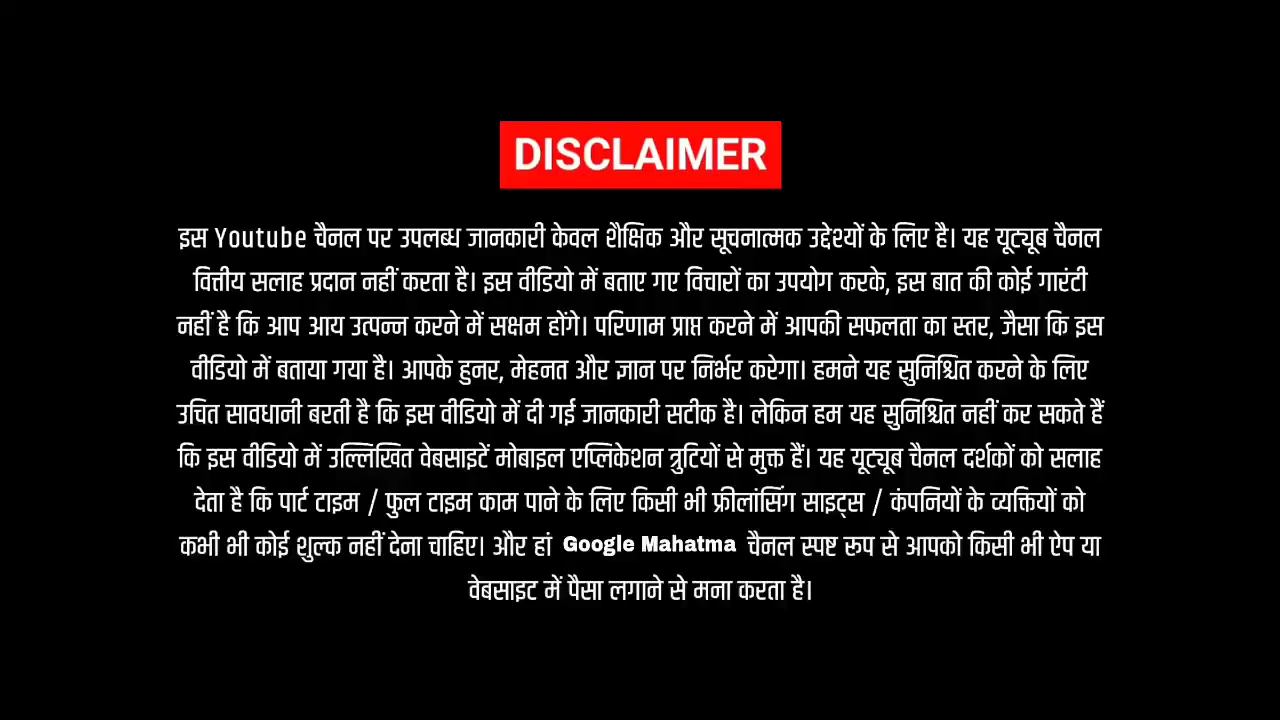 DISCLAIMER
इस Youtube चैनल पर उपलब्ध जानकारी केवल शैक्षिक और सूचनात्मक उद्देश्यों के लिए है। यह यूट्यूब चैनल
वित्तीय सलाह प्रदान नहीं करता है। इस वीडियो में बताए गए विचारों का उपयोग करके, इस बात की कोई गारंटी
नहीं है कि आप आय उत्पन्न करने में सक्षम होंगे। परिणाम प्राप्त करने में आपकी सफलता का स्तर, जैसा कि इस
वीडियो में बताया गया है। आपके हुनर, मेहनत और ज्ञान पर निर्भर करेगा। हमने यह सुनिश्चित करने के लिए
उचित सावधानी बरती है कि इस वीडियो में दी गई जानकारी सटीक है। लेकिन हम यह सुनिश्चित नहीं कर सकते हैं
कि इस वीडियो में उल्लिखित वेबसाइटें मोबाइल एप्लिकेशन त्रुटियों से मुक्त हैं। यह यूट्यूब चैनल दर्शकों को सलाह
देता है कि पार्ट टाइम / फुल टाइम काम पाने के लिए किसी भी फ्रीलांसिंग साइट्स / कंपनियों के व्यक्तियों को
कभी भी कोई शुल्क नहीं देना चाहिए। और हां Google Mahatma चैनल स्पष्ट रूप से आपको किसी भी ऐप या
वेबसाइट में पैसा लगाने से मना करता है।